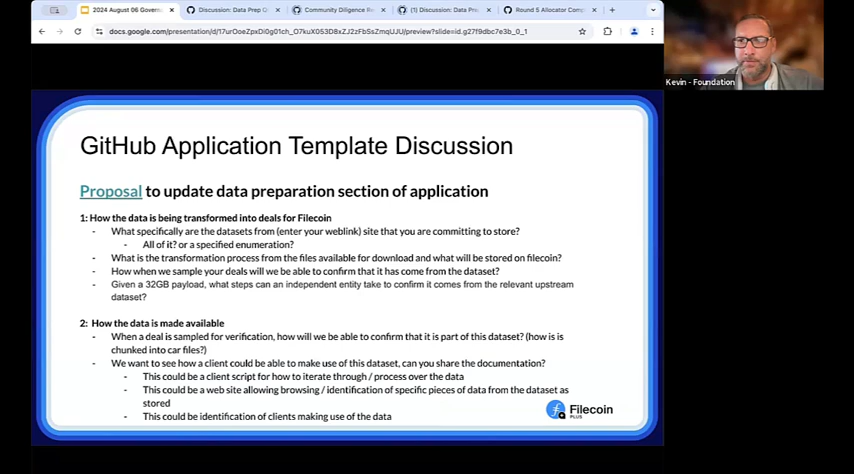 2024 August 06 Govern
Discussion: Data Prep G
Community Diligence Re
(1) Discussion: Data Pre
Round 5 Allocator Comp
docs.google.com/presentation/d/17urOoeZpxDi0g01ch_O7kuX053D8xZJ2zFbSsZmqUJU/preview?slide=id.g27f9dbc7e3b_0_1
Kevin - Foundation
GitHub Application Template Discussion
Proposal to update data preparation section of application
1: How the data is being transformed into deals for Filecoin
- What specifically are the datasets from (enter your weblink) site that you are committing to store?
- All of it? or a specified enumeration?
- What is the transformation process from the files available for download and what will be stored on filecoin?
- How when we sample your deals will we be able to confirm that it has come from the dataset?
- Given a 32GB payload, what steps can an independent entity take to confirm it comes from the relevant upstream
dataset?
2: How the data is made available
- When a deal is sampled for verification, how will we be able to confirm that it is part of this dataset? (how is is
chunked into car files?)
- We want to see how a client could be able to make use of this dataset, can you share the documentation?
- This could be a client script for how to iterate through / process over the data
- This could be a web site allowing browsing / identification of specific pieces of data from the dataset as
stored
- This could be identification of clients making use of the data
Filecoin
PLUS